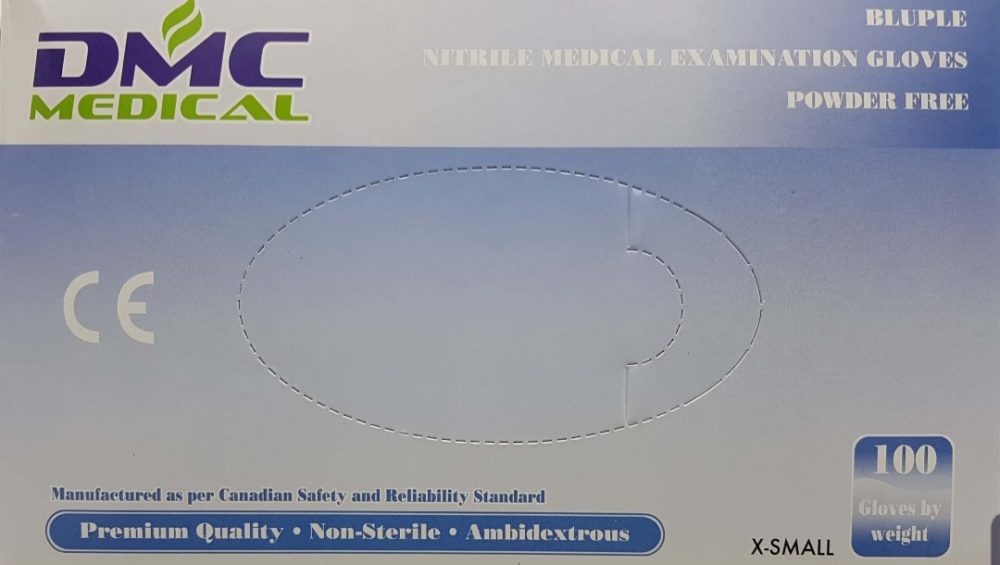 DMC
MEDICAL
BLUPLE
NITRILE MEDICAL EXAMINATION GLOVES
POWDER FREE
CE
Manufactured as per Canadian Safety and Reliability Standard
Premium Quality • Non-Sterile • Ambidextrous
X-SMALL
100
Gloves by
weight